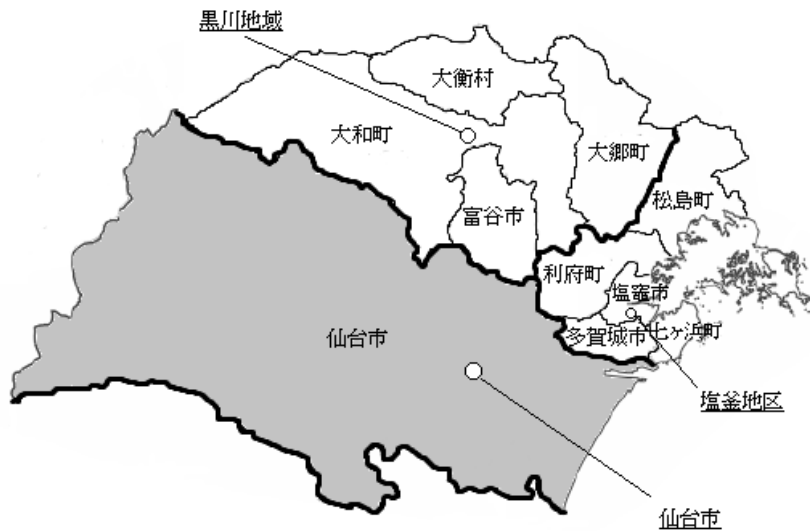 黒川地域
大衡村
大和町
大郷町
松島町
富谷市
利府町
塩竈市
多賀城市
七ヶ浜町
仙台市
塩釜地区
仙台市